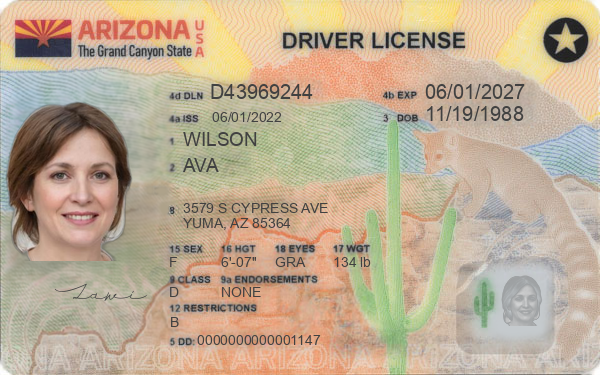 ARIZONA USA
The Grand Canyon State
DRIVER LICENSE
4d DLN D43969244
4b EXP 06/01/2027
4a ISS 06/01/2022
3 DOB 11/19/1988
1 WILSON
2 AVA
8 3579 S CYPRESS AVE
YUMA, AZ 85364
15 SEX 16 HGT 18 EYES 17 WGT
F 6'-07" GRA 134 lb
9 CLASS 9a ENDORSEMENTS
D NONE
12 RESTRICTIONS
B
5 DD: 0000000000001147
ARIZONA ARIZONA ARIZONA ARIZONA